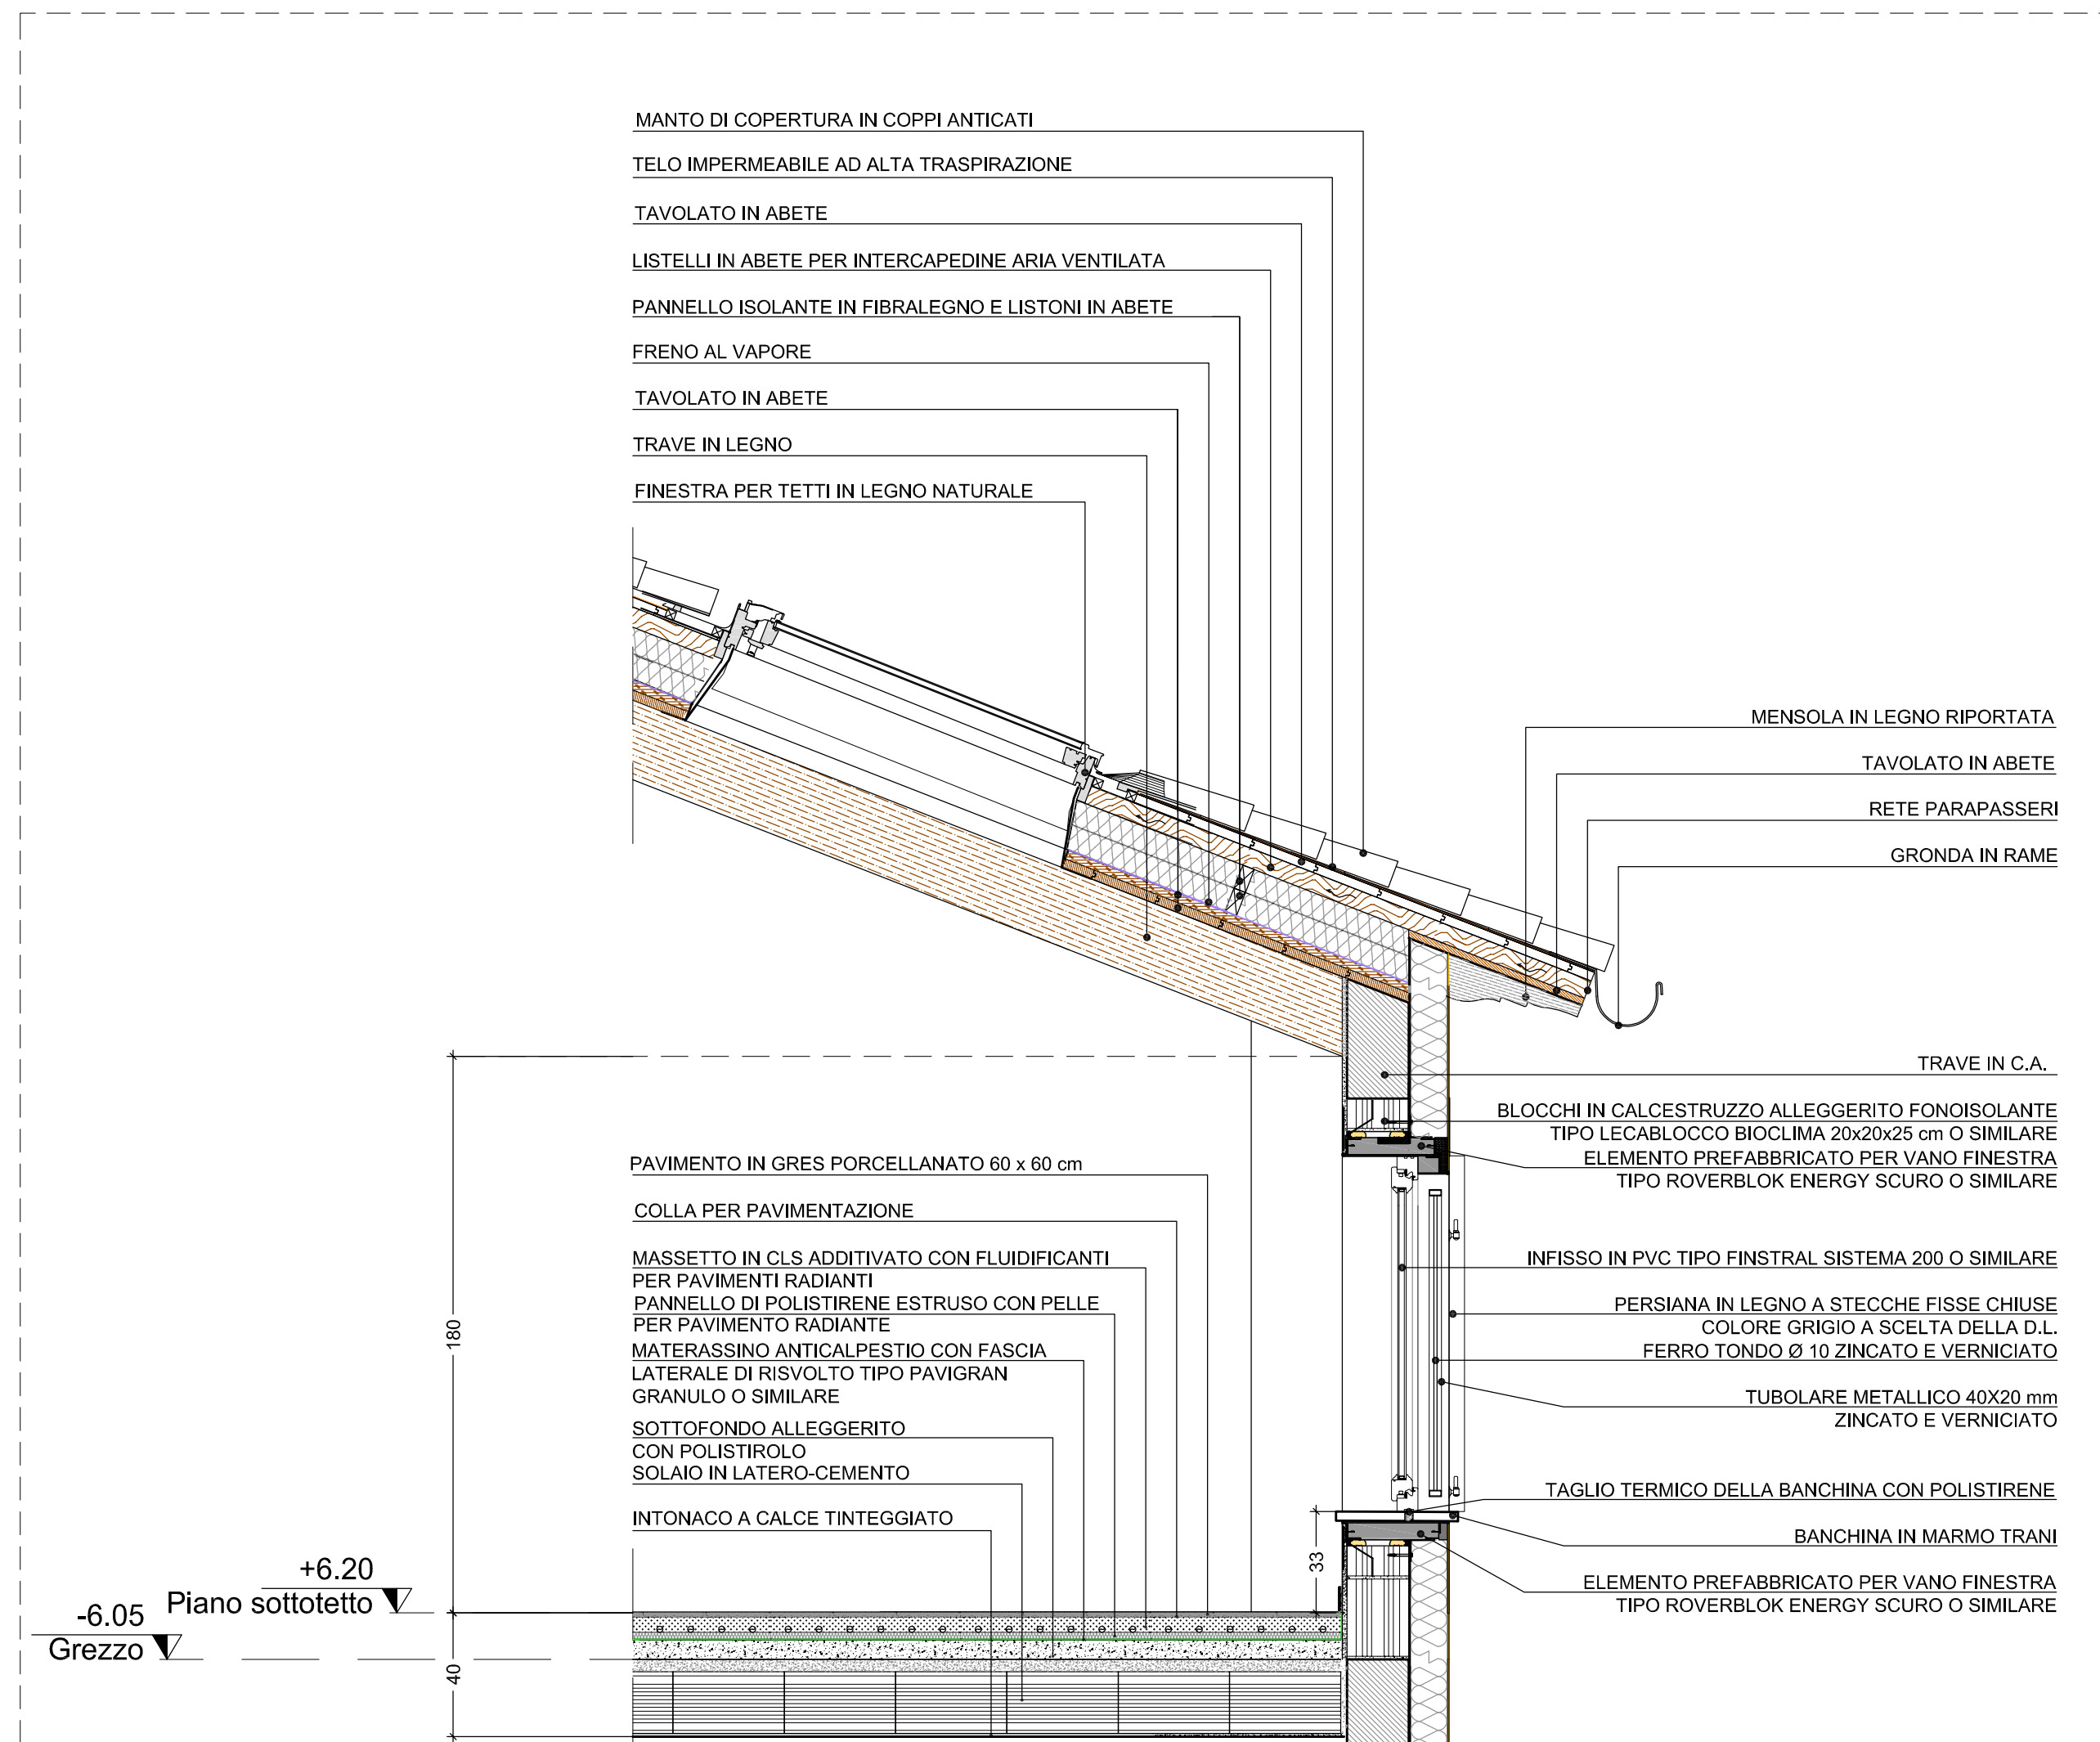 MANTO DI COPERTURA IN COPPI ANTICATI
TELO IMPERMEABILE AD ALTA TRASPIRAZIONE
TAVOLATO IN ABETE
LISTELLI IN ABETE PER INTERCAPEDINE ARIA VENTILATA
PANNELLO ISOLANTE IN FIBRALEGNO E LISTONI IN ABETE
FRENO AL VAPORE
TAVOLATO IN ABETE
TRAVE IN LEGNO
FINESTRA PER TETTI IN LEGNO NATURALE
MENSOLA IN LEGNO RIPORTATA
TAVOLATO IN ABETE
RETE PARAPASSERI
GRONDA IN RAME
TRAVE IN C.A.
BLOCCHI IN CALCESTRUZZO ALLEGGERITO FONOISOLANTE
TIPO LECABLOCCO BIOCLIMA 20x20x25 cm O SIMILARE
ELEMENTO PREFABBRICATO PER VANO FINESTRA
TIPO ROVERBLOK ENERGY SCURO O SIMILARE
INFISSO IN PVC TIPO FINSTRAL SISTEMA 200 O SIMILARE
PERSIANA IN LEGNO A STECCHE FISSE CHIUSE
COLORE GRIGIO A SCELTA DELLA D.L.
FERRO TONDO Ø 10 ZINCATO E VERNICIATO
TUBOLARE METALLICO 40X20 mm
ZINCATO E VERNICIATO
TAGLIO TERMICO DELLA BANCHINA CON POLISTIRENE
BANCHINA IN MARMO TRANI
ELEMENTO PREFABBRICATO PER VANO FINESTRA
TIPO ROVERBLOK ENERGY SCURO O SIMILARE
PAVIMENTO IN GRES PORCELLANATO 60 x 60 cm
COLLA PER PAVIMENTAZIONE
MASSETTO IN CLS ADDITIVATO CON FLUIDIFICANTI
PER PAVIMENTI RADIANTI
PANNELLO DI POLISTIRENE ESTRUSO CON PELLE
PER PAVIMENTO RADIANTE
MATERASSINO ANTICALPESTIO CON FASCIA
LATERALE DI RISVOLTO TIPO PAVIGRAN
GRANULO O SIMILARE
SOTTOFONDO ALLEGGERITO
CON POLISTIROLO
SOLAIO IN LATERO-CEMENTO
INTONACO A CALCE TINTEGGIATO
180
33
40
+6.20
Piano sottotetto
-6.05
Grezzo